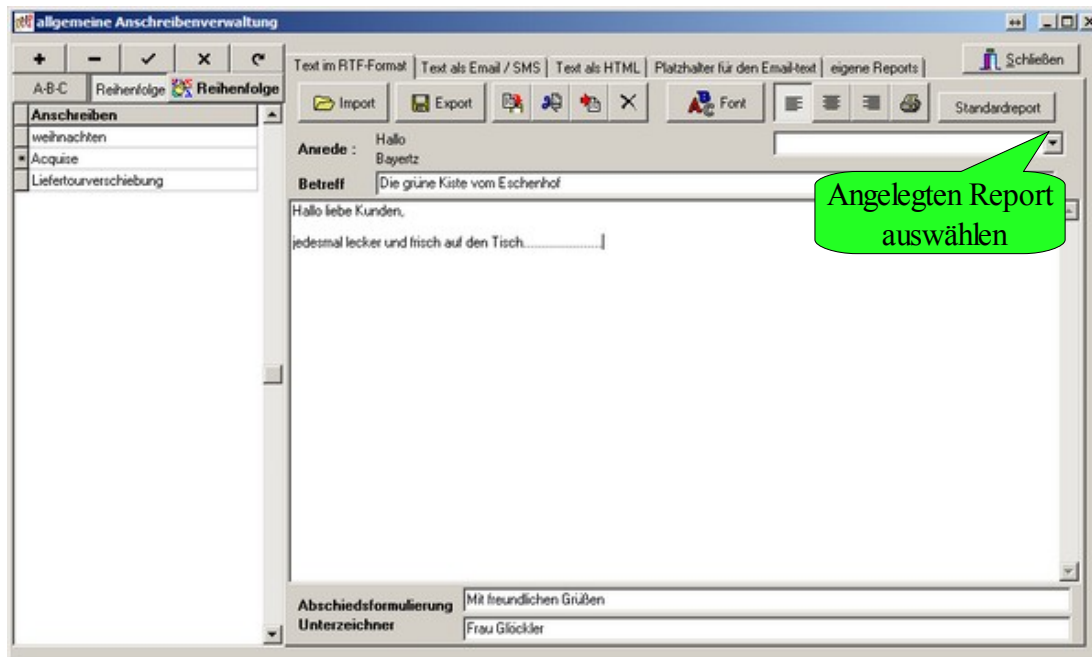 allgemeine Anschreibenverwaltung
Schließen
Text im RTF-Format Text als Email / SMS Text als HTML Platzhalter für den Email-text eigene Reports
A-B-C Reihenfolge Reihenfolge
Import Export Font Standardreport
Anschreiben
weihnachten
Acquise
Liefertourverschiebung
Anrede : Hallo
Bayertz
Betreff Die grüne Kiste vom Eschenhof
Angelegten Report
auswählen
Hallo liebe Kunden,
jedesmal lecker und frisch auf den Tisch.........................
Abschiedsformulierung Mit freundlichen Grüßen
Unterzeichner Frau Glöckler